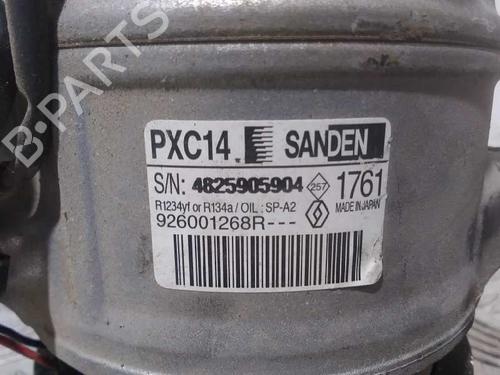 B-PARTS
PXC14 SANDEN
S/N: 4825905904 257 1761
R1234yf or R134a / OIL : SP-A2 MADE IN JAPAN
926001268R---